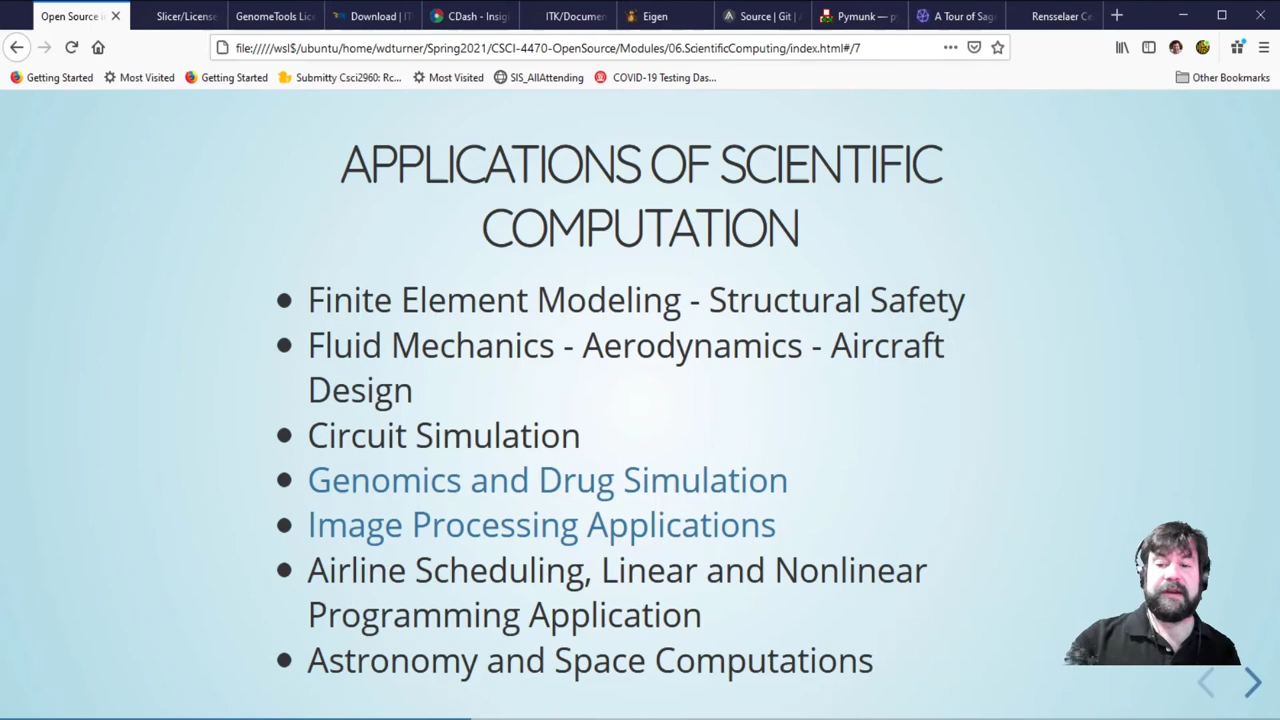 Open Source i
Slicer/License
GenomeTools Lic
Download | IT
CDash - Insig
ITK/Documen
Eigen
Source | Git |
Pymunk — p
A Tour of Sag
Rensselaer Ce
file://///wsl$/ubuntu/home/wdturner/Spring2021/CSCI-4470-OpenSource/Modules/06.ScientificComputing/index.html#/7
Getting Started
Most Visited
Getting Started
Submitty Csci2960: Rc...
Most Visited
SIS_AllAttending
COVID-19 Testing Das...
Other Bookmarks
APPLICATIONS OF SCIENTIFIC
COMPUTATION
• Finite Element Modeling - Structural Safety
• Fluid Mechanics - Aerodynamics - Aircraft
Design
• Circuit Simulation
• Genomics and Drug Simulation
• Image Processing Applications
• Airline Scheduling, Linear and Nonlinear
Programming Application
• Astronomy and Space Computations